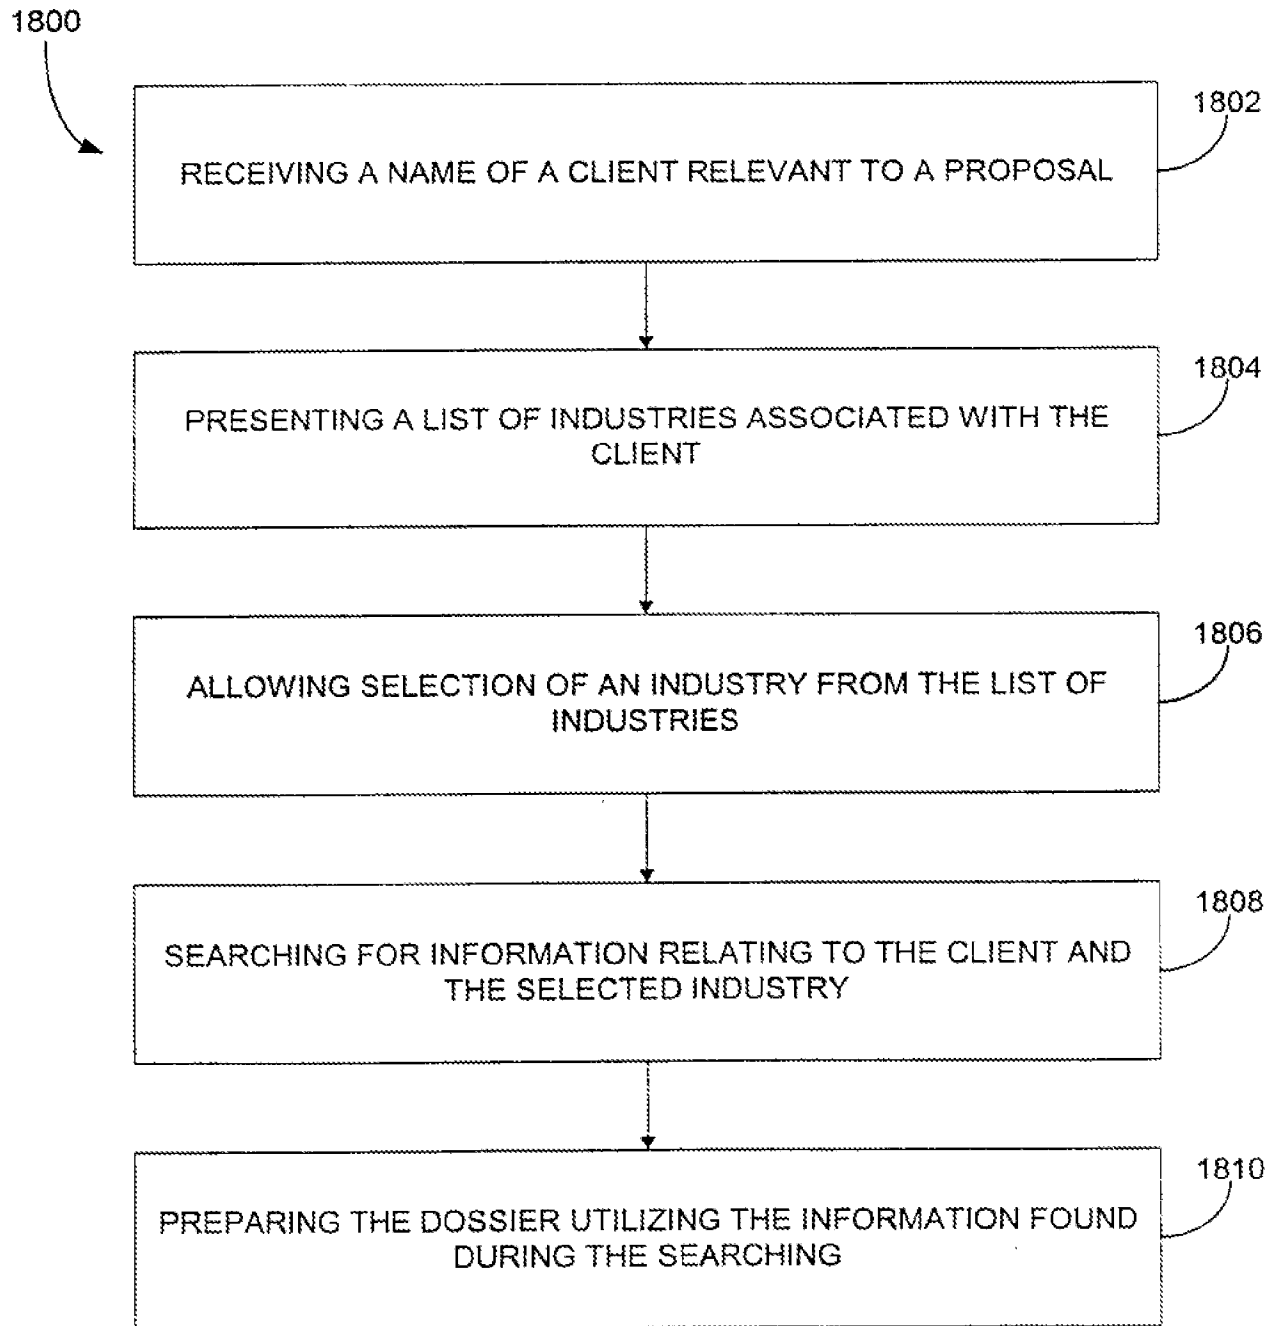 1800
1802
RECEIVING A NAME OF A CLIENT RELEVANT TO A PROPOSAL
1804
PRESENTING A LIST OF INDUSTRIES ASSOCIATED WITH THE
CLIENT
1806
ALLOWING SELECTION OF AN INDUSTRY FROM THE LIST OF
INDUSTRIES
1808
SEARCHING FOR INFORMATION RELATING TO THE CLIENT AND
THE SELECTED INDUSTRY
1810
PREPARING THE DOSSIER UTILIZING THE INFORMATION FOUND
DURING THE SEARCHING